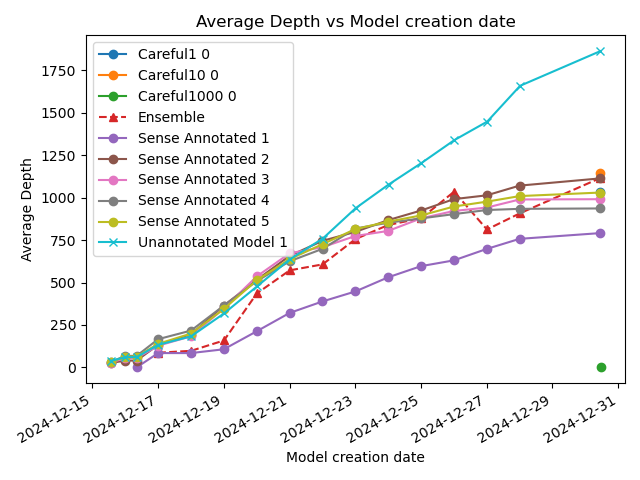 Average Depth vs Model creation date
Careful1 0
Careful10 0
Careful1000 0
Ensemble
Sense Annotated 1
Sense Annotated 2
Sense Annotated 3
Sense Annotated 4
Sense Annotated 5
Unannotated Model 1
Average Depth
1750
1500
1250
1000
750
500
250
0
2024-12-15
2024-12-17
2024-12-19
2024-12-21
2024-12-23
2024-12-25
2024-12-27
2024-12-29
2024-12-31
Model creation date